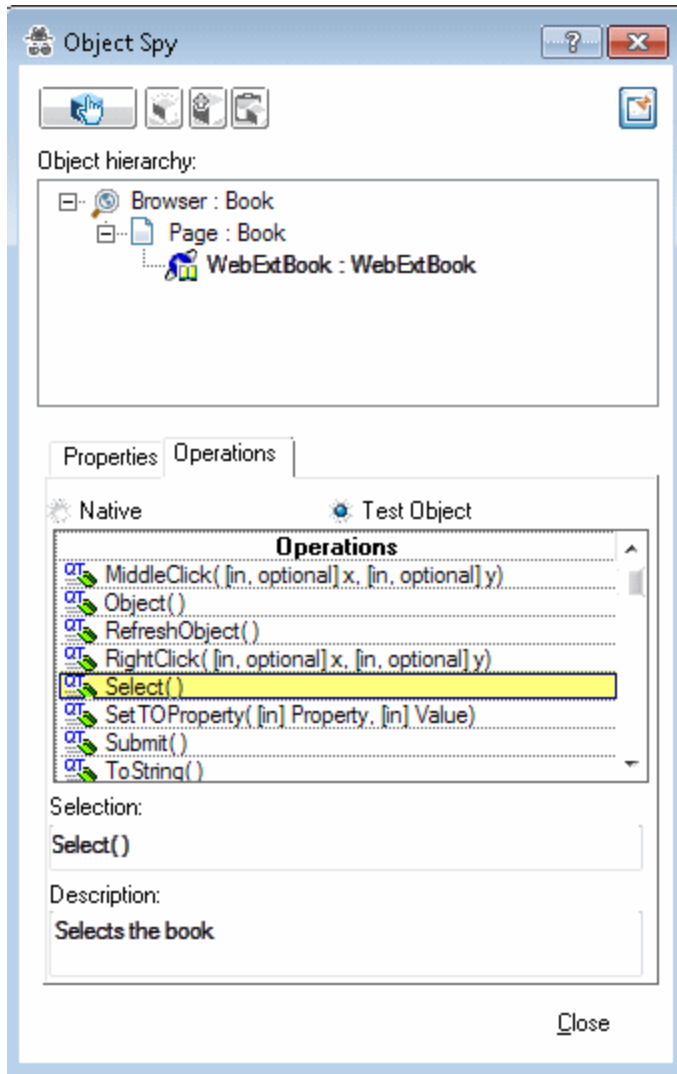 Object Spy
?
Object hierarchy:
Browser : Book
Page : Book
WebExtBook : WebExtBook
Properties
Operations
Native
Test Object
Operations
MiddleClick( [in, optional] x, [in, optional] y)
Object( )
RefreshObject( )
RightClick( [in, optional] x, [in, optional] y)
Select( )
SetTOProperty( [in] Property, [in] Value)
Submit( )
ToString( )
Selection:
Select( )
Description:
Selects the book
Close